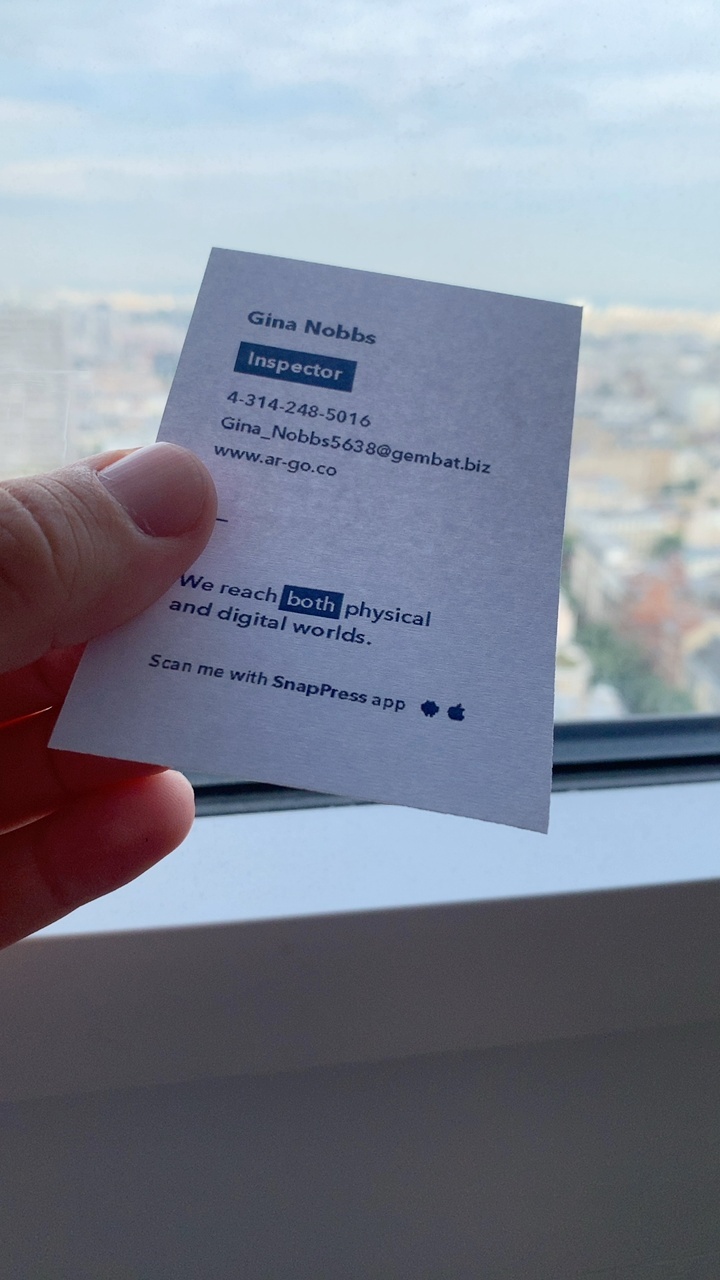 Gina Nobbs
Inspector
4-314-248-5016
Gina_Nobbs5638@gembat.biz
www.ar-go.co
We reach both physical
and digital worlds.
Scan me with SnapPress app